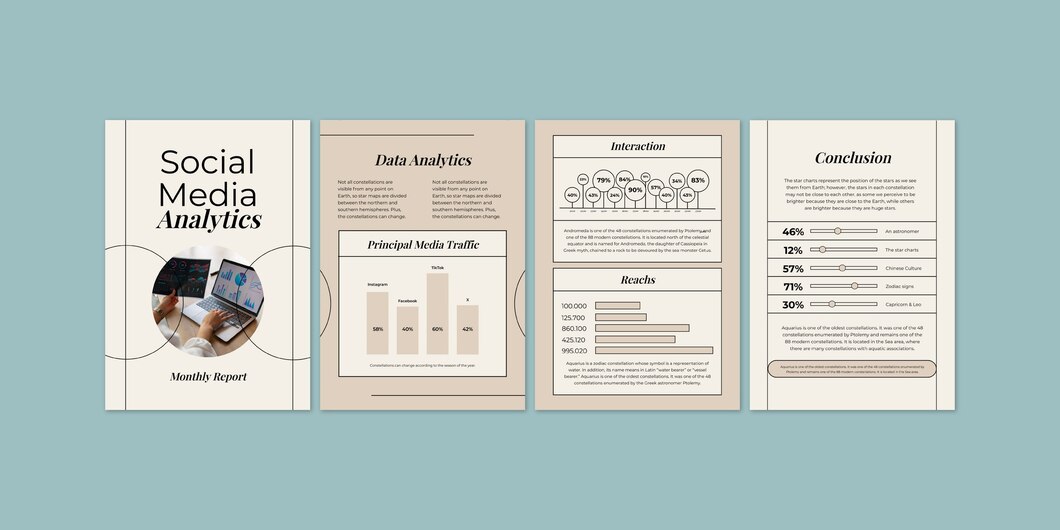 Social
Media
Analytics
Monthly Report
Data Analytics
Not all constellations are
visible from any point on
Earth, so star maps are divided
between the northern and
southern hemispheres. Plus,
the constellations can change.
Not all constellations are
visible from any point on
Earth, so star maps are divided
between the northern and
southern hemispheres. Plus,
the constellations can change.
Principal Media Traffic
Instagram
Facebook
TikTok
X
58%
40%
60%
42%
Constellations can change according to the season of the year.
Interaction
40%
43%
79%
24%
84%
90%
57%
40%
34%
45%
83%
Andromeda is one of the 48 constellations enumerated by Ptolemy and
one of the 88 modern constellations. It is located north of the celestial
equator and is named for Andromeda, the daughter of Cassiopeia in
Greek myth, chained to a rock to be devoured by the sea monster Cetus.
Reachs
100.000
125.700
860.100
425.120
995.020
Aquarius is a zodiac constellation whose symbol is a representation of
water. In addition, its name means in Latin "water bearer" or "vessel
bearer." Aquarius is one of the oldest constellations. It was one of the 48
constellations enumerated by the Greek astronomer Ptolemy.
Conclusion
The star charts represent the position of the stars as we see
them from Earth; however, the stars in each constellation
may not be close to each other, as some we perceive to be
brighter because they are close to the Earth, while others
are brighter because they are huge stars.
46% An astronomer
12% The star charts
57% Chinese Culture
71% Zodiac signs
30% Capricorn & Leo
Aquarius is one of the oldest constellations. It was one of the 48
constellations enumerated by Ptolemy and remains one of the
88 modern constellations. It is located in the Sea area, where
there are many constellations with aquatic associations.
Aquarius is one of the oldest constellations. It was one of the 48 constellations enumerated by
Ptolemy and remains one of the 88 modern constellations. It is located in the Sea area.